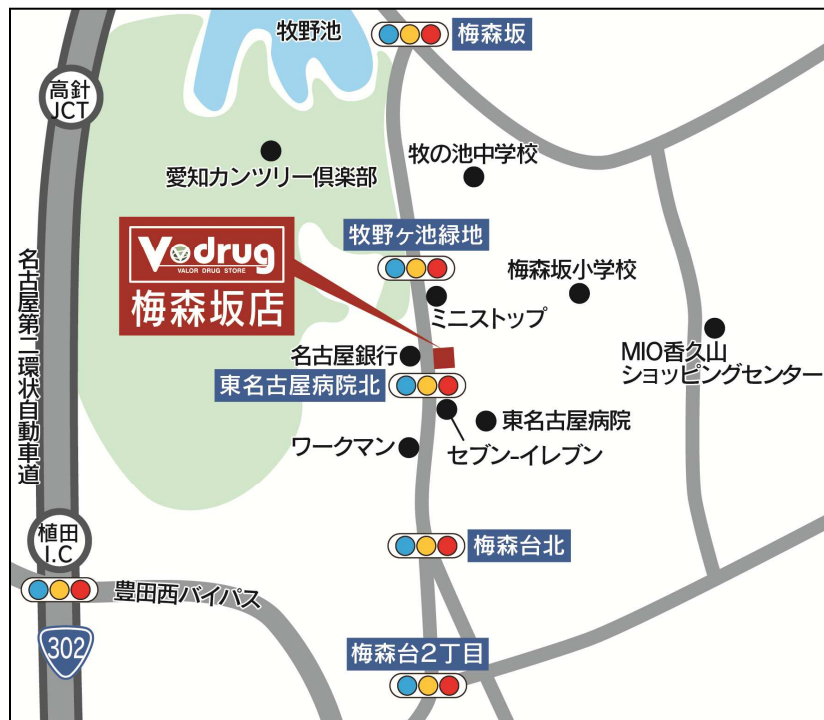 牧野池
梅森坂
高針
JCT
牧の池中学校
愛知カンツリー倶楽部
V drug
VALOR DRUG STORE
梅森坂店
牧野ヶ池緑地
梅森坂小学校
ミニストップ
名古屋第二環状自動車道
名古屋銀行
MIO香久山
ショッピングセンター
東名古屋病院北
東名古屋病院
ワークマン
セブン-イレブン
植田
I.C
梅森台北
豊田西バイパス
302
梅森台2丁目